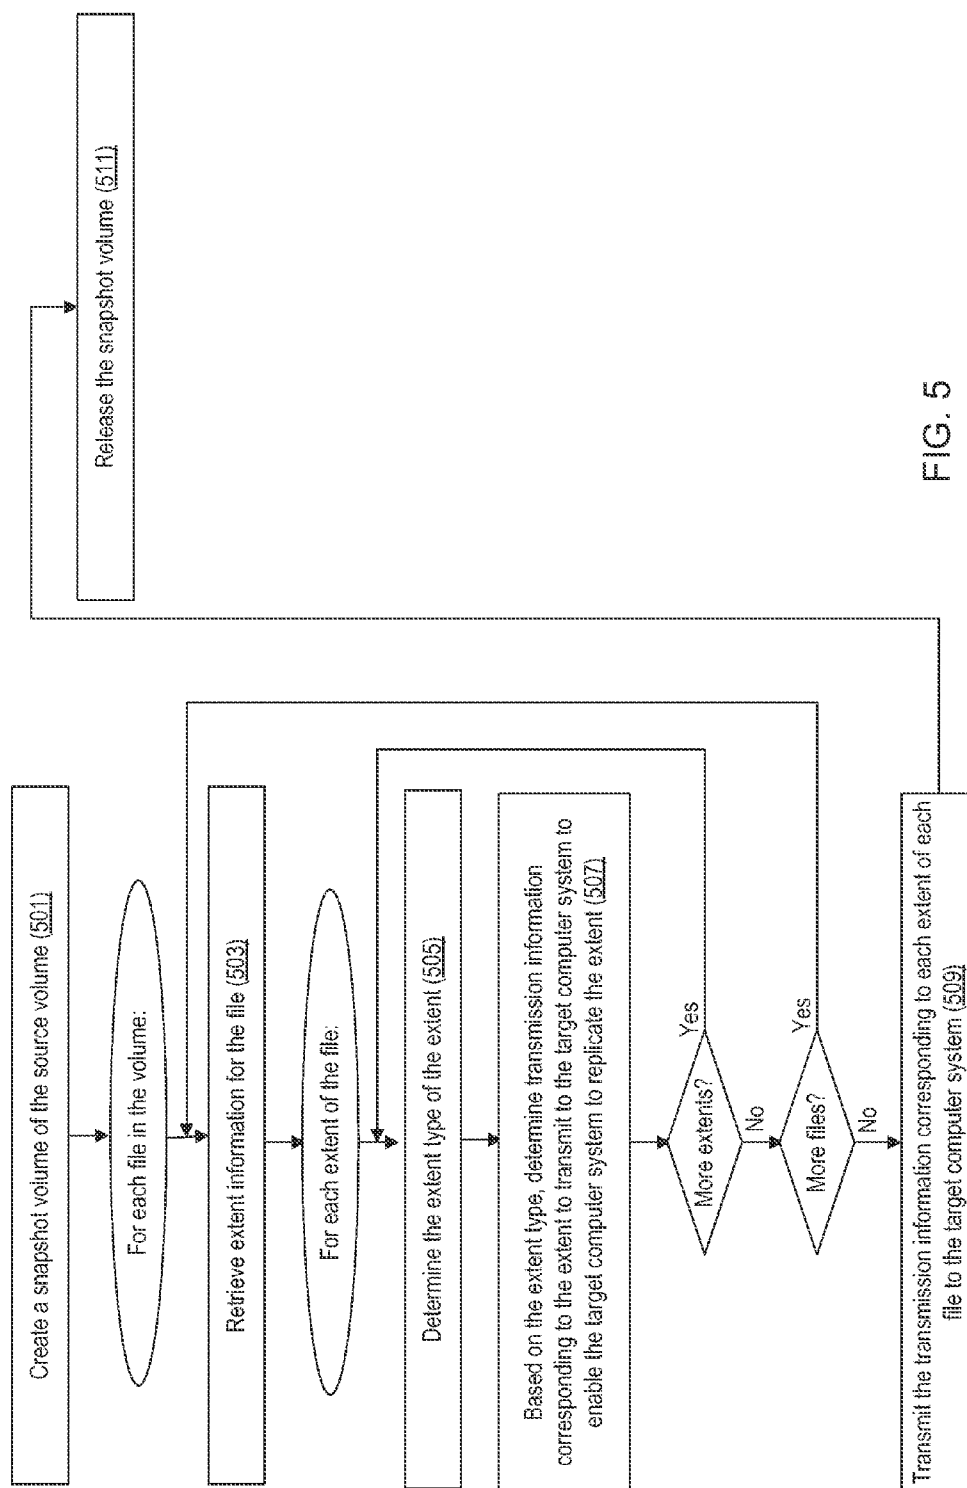 Create a snapshot volume of the source volume (501)
For each file in the volume:
Retrieve extent information for the file (503)
For each extent of the file:
Determine the extent type of the extent (505)
Based on the extent type, determine transmission information
corresponding to the extent to transmit to the target computer system to
enable the target computer system to replicate the extent (507)
More extents?
Yes
No
More files?
Yes
No
Transmit the transmission information corresponding to each extent of each
file to the target computer system (509)
Release the snapshot volume (511)
FIG. 5